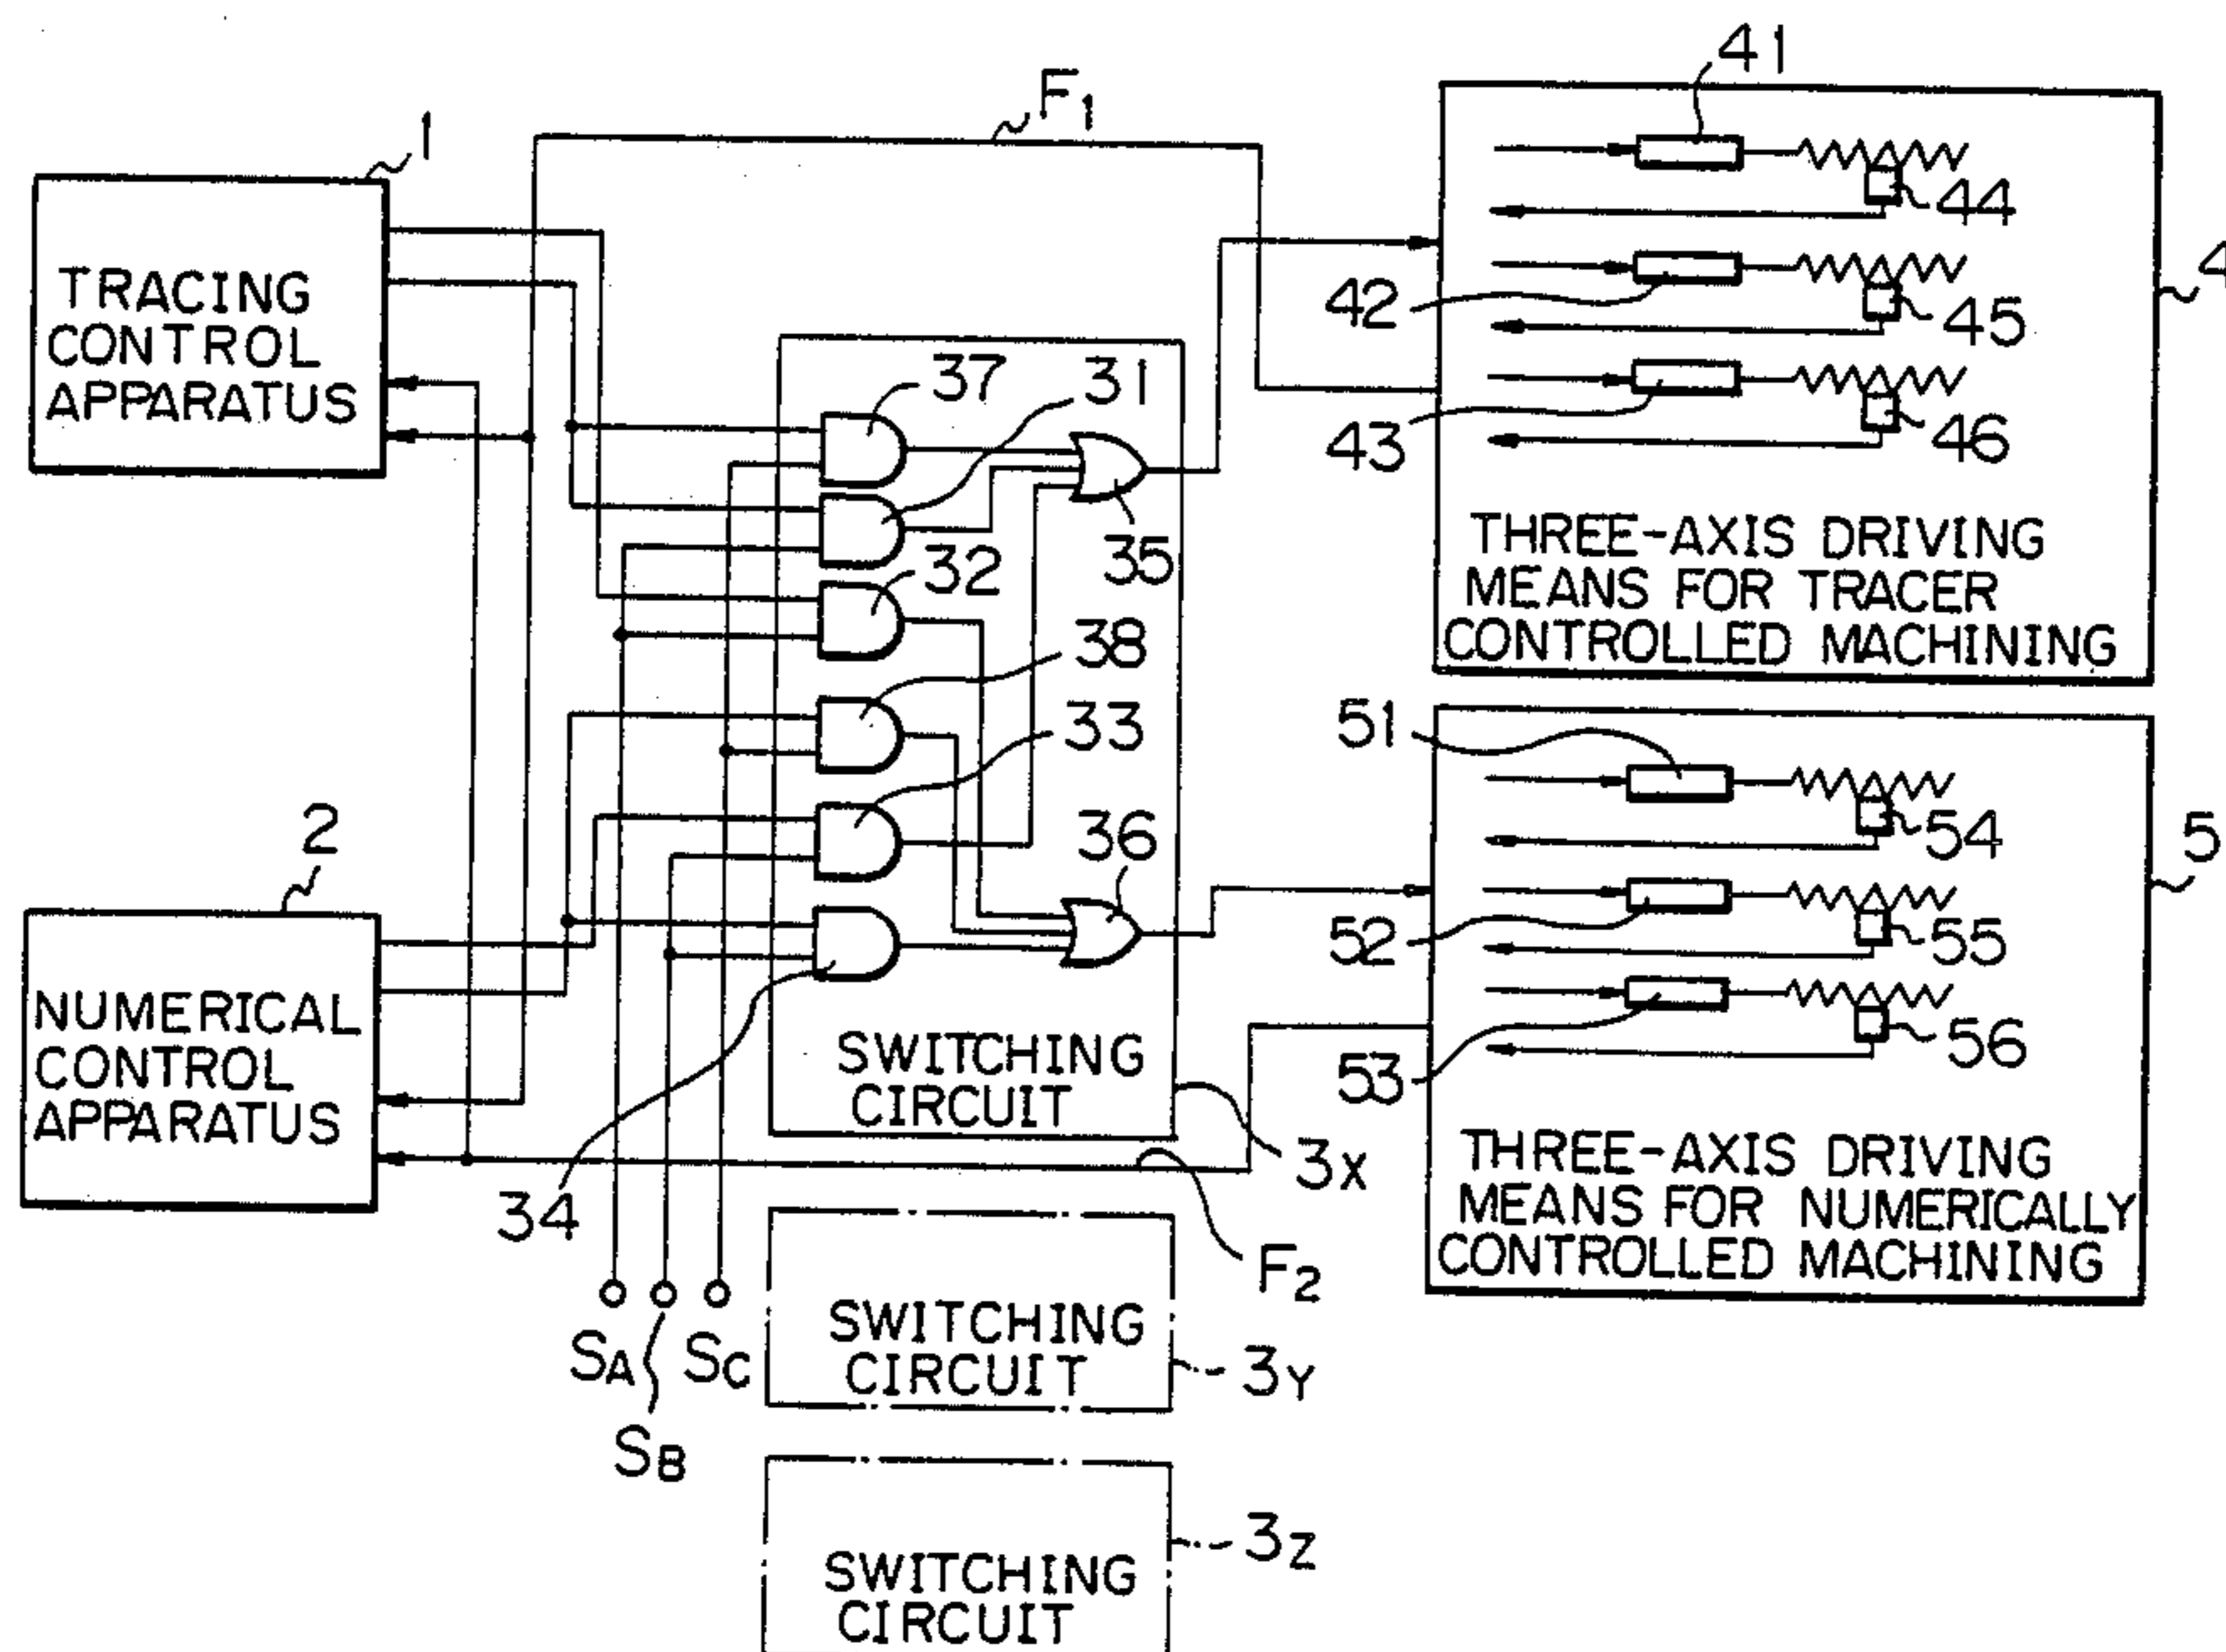 41
F1
1
TRACING
CONTROL
APPARATUS
44
42
45
43
46
4
THREE-AXIS DRIVING
MEANS FOR TRACER
CONTROLLED MACHINING
37
31
35
32
38
33
36
34
SWITCHING
CIRCUIT
3X
2
NUMERICAL
CONTROL
APPARATUS
51
54
52
55
53
56
5
THREE-AXIS DRIVING
MEANS FOR NUMERICALLY
CONTROLLED MACHINING
F2
SA
SB
SC
SWITCHING
CIRCUIT
3Y
SWITCHING
CIRCUIT
3Z